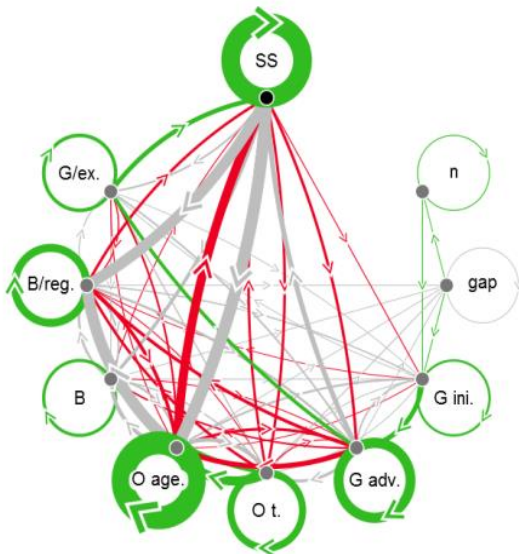 SS
G/ex.
n
B/reg.
gap
B
G ini.
O age.
O t.
G adv.